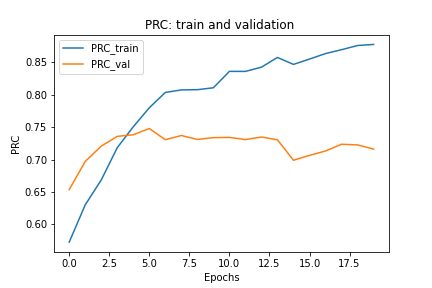 PRC: train and validation
PRC_train
PRC_val
PRC
0.85
0.80
0.75
0.70
0.65
0.60
0.0 2.5 5.0 7.5 10.0 12.5 15.0 17.5
Epochs